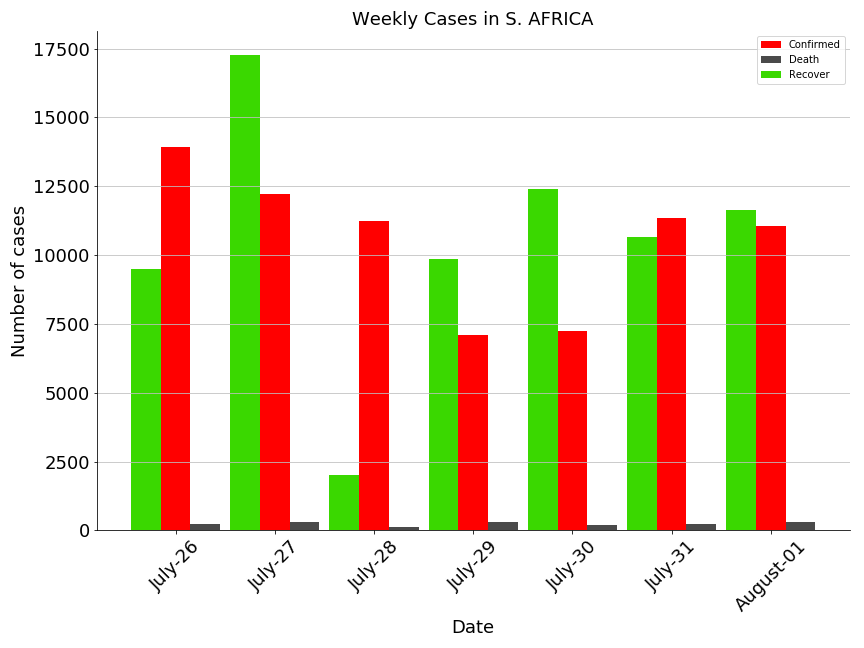 Weekly Cases in S. AFRICA
Confirmed
Death
Recover
Number of cases
17500
15000
12500
10000
7500
5000
2500
0
July-26
July-27
July-28
July-29
July-30
July-31
August-01
Date